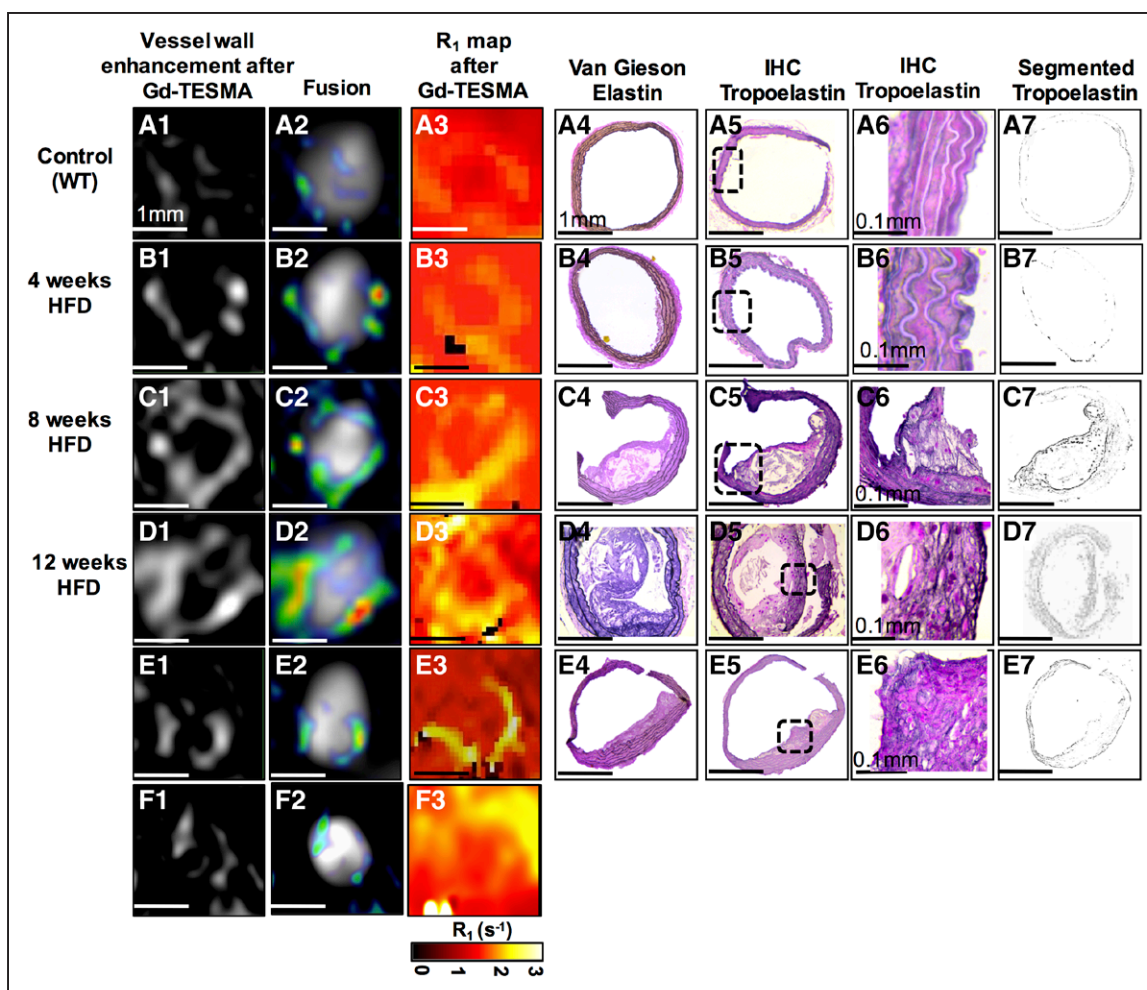 Vessel wall
enhancement after
Gd-TESMA
Fusion
R1 map
after
Gd-TESMA
Van Gieson
Elastin
IHC
Tropoelastin
IHC
Tropoelastin
Segmented
Tropoelastin
Control
(WT)
A1
1mm
A2
A3
A4
1mm
A5
A6
0.1mm
A7
4 weeks
HFD
B1
B2
B3
B4
B5
B6
0.1mm
B7
8 weeks
HFD
C1
C2
C3
C4
C5
C6
0.1mm
C7
12 weeks
HFD
D1
D2
D3
D4
D5
D6
0.1mm
D7
E1
E2
E3
E4
E5
E6
0.1mm
E7
F1
F2
F3
R1 (s-1)
0 1 2 3